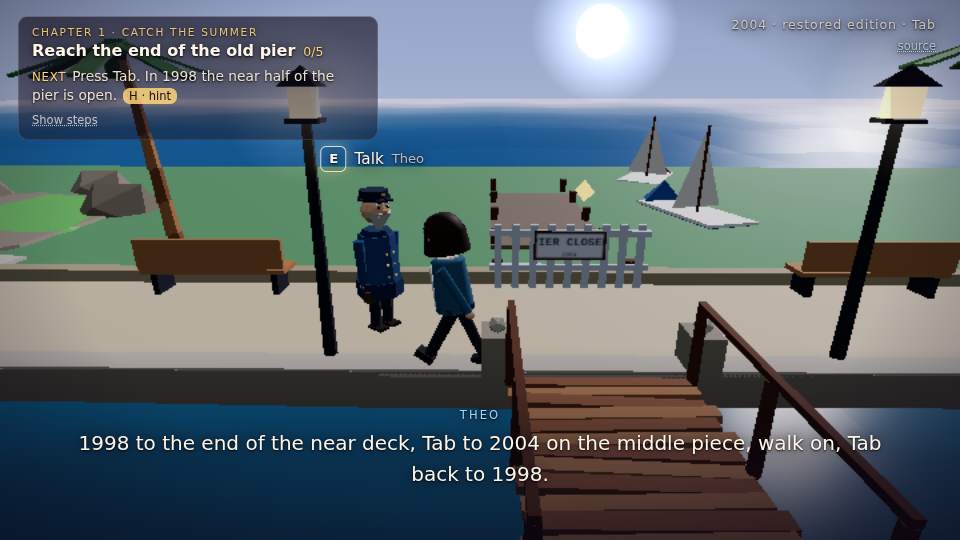 CHAPTER 1 · CATCH THE SUMMER
Reach the end of the old pier 0/5
NEXT Press Tab. In 1998 the near half of the
pier is open. H · hint
Show steps
2004 · restored edition · Tab
source
E Talk Theo
IER CLOSE
THEO
1998 to the end of the near deck, Tab to 2004 on the middle piece, walk on, Tab
back to 1998.